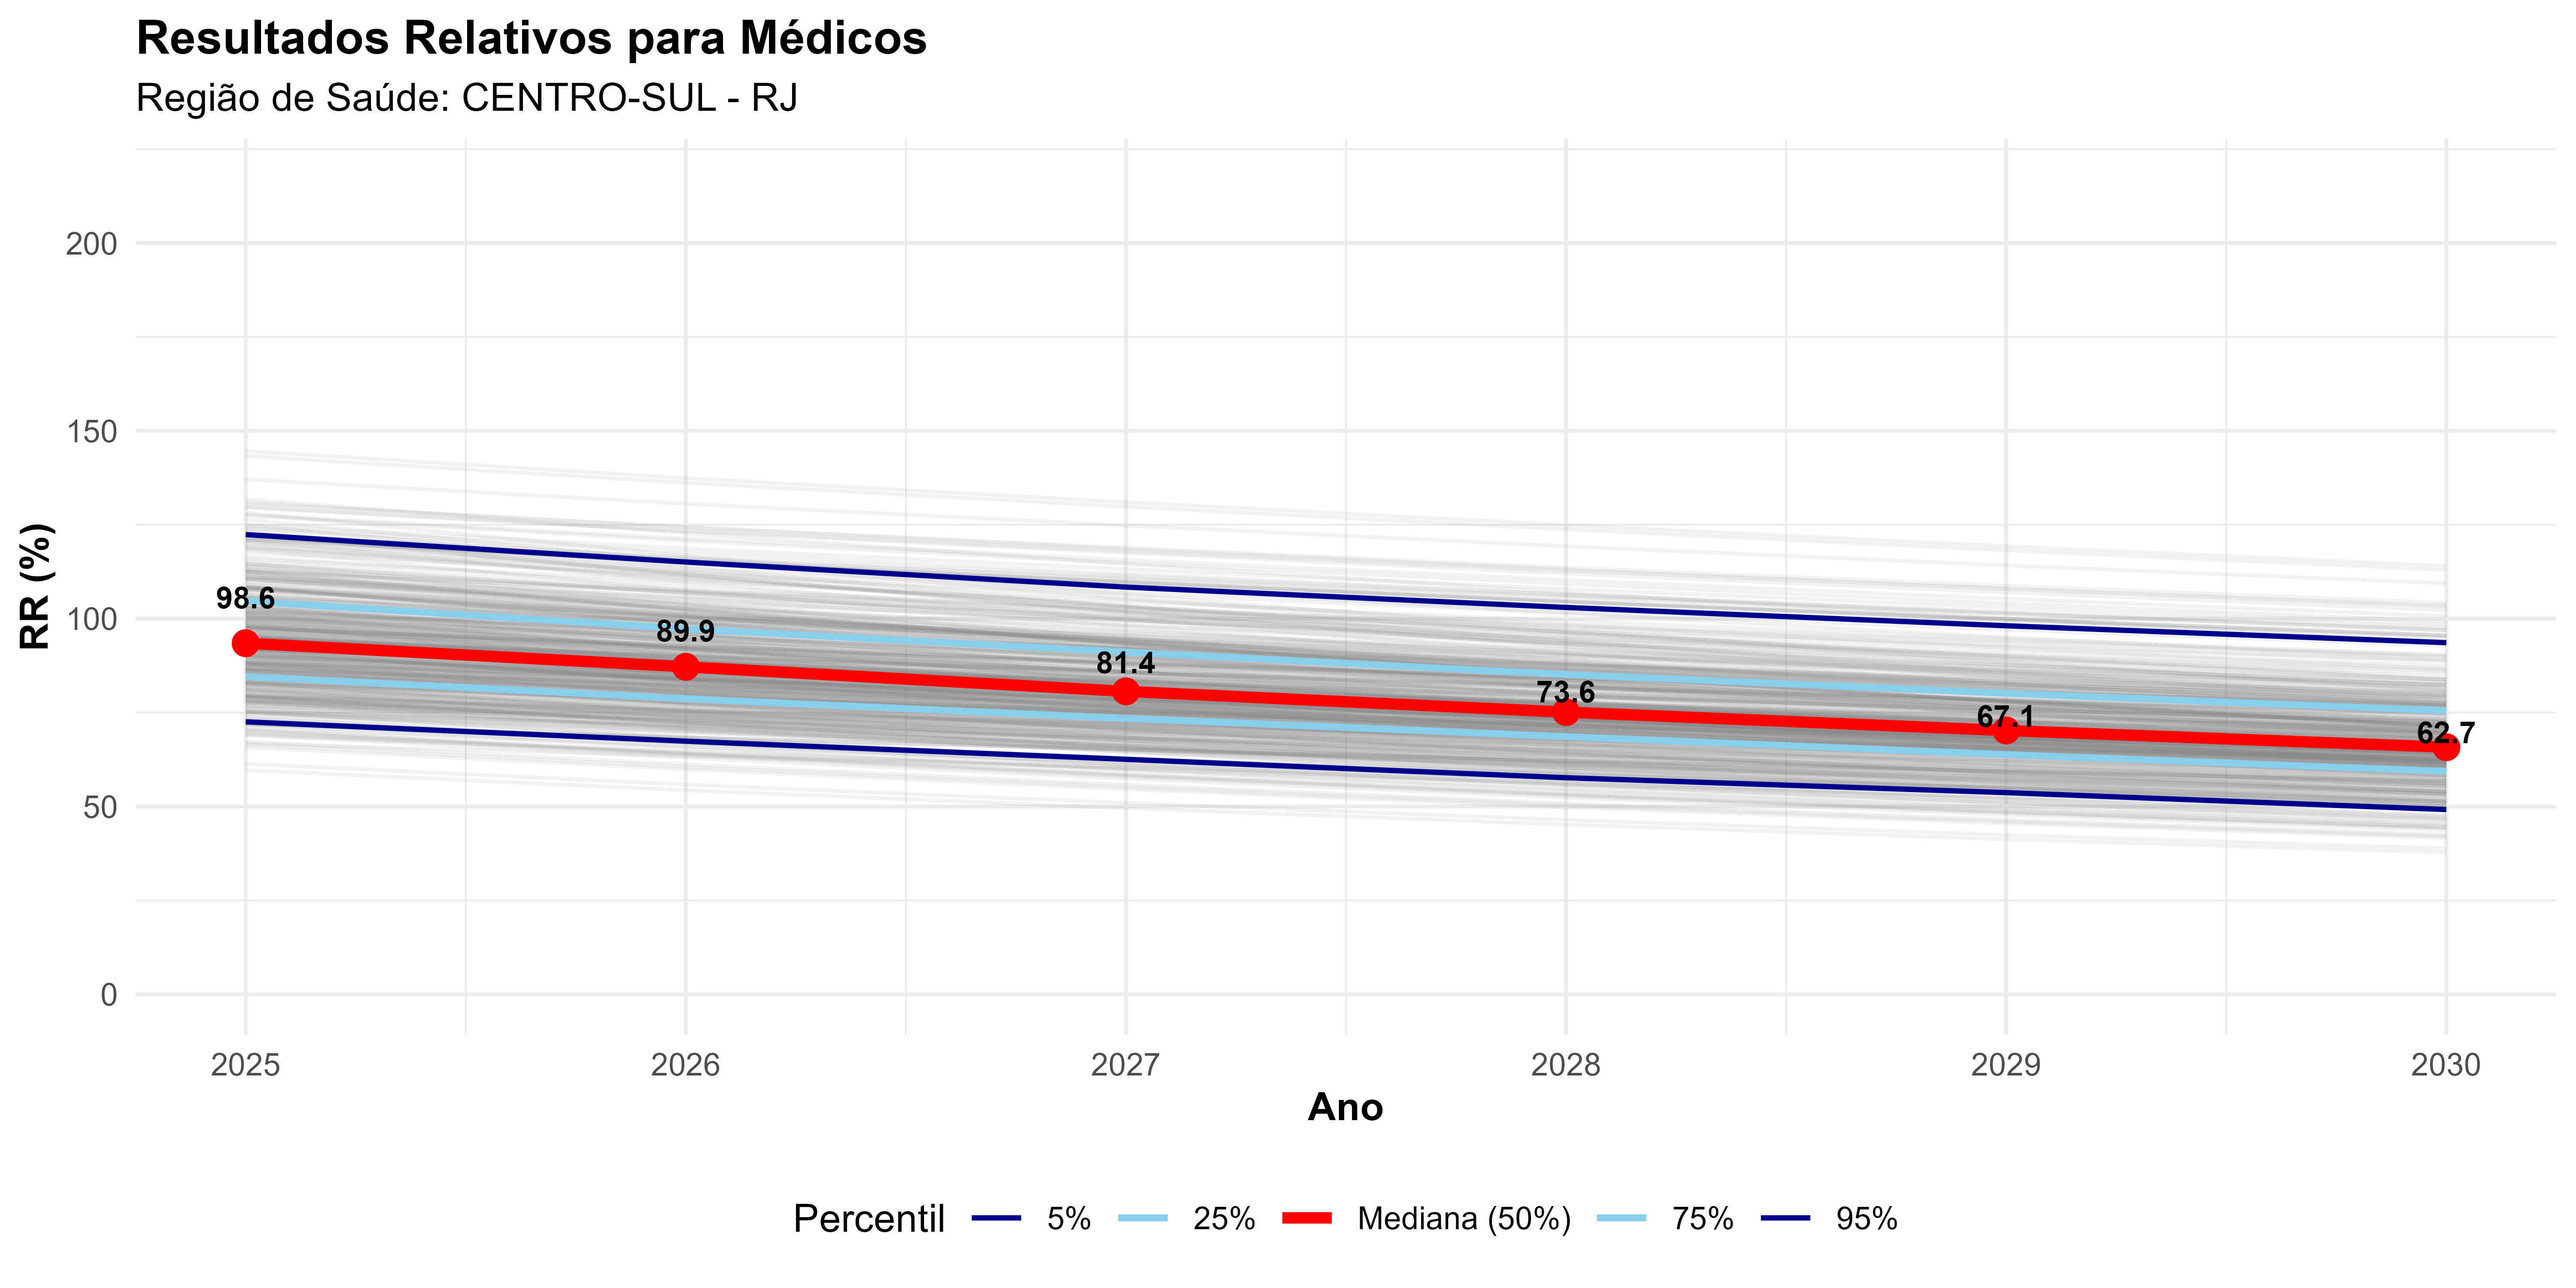 Resultados Relativos para Médicos
Região de Saúde: CENTRO-SUL - RJ
RR (%)
200
150
100
50
0
98.6
89.9
81.4
73.6
67.1
62.7
2025 2026 2027 2028 2029 2030
Ano
Percentil 5% 25% Mediana (50%) 75% 95%